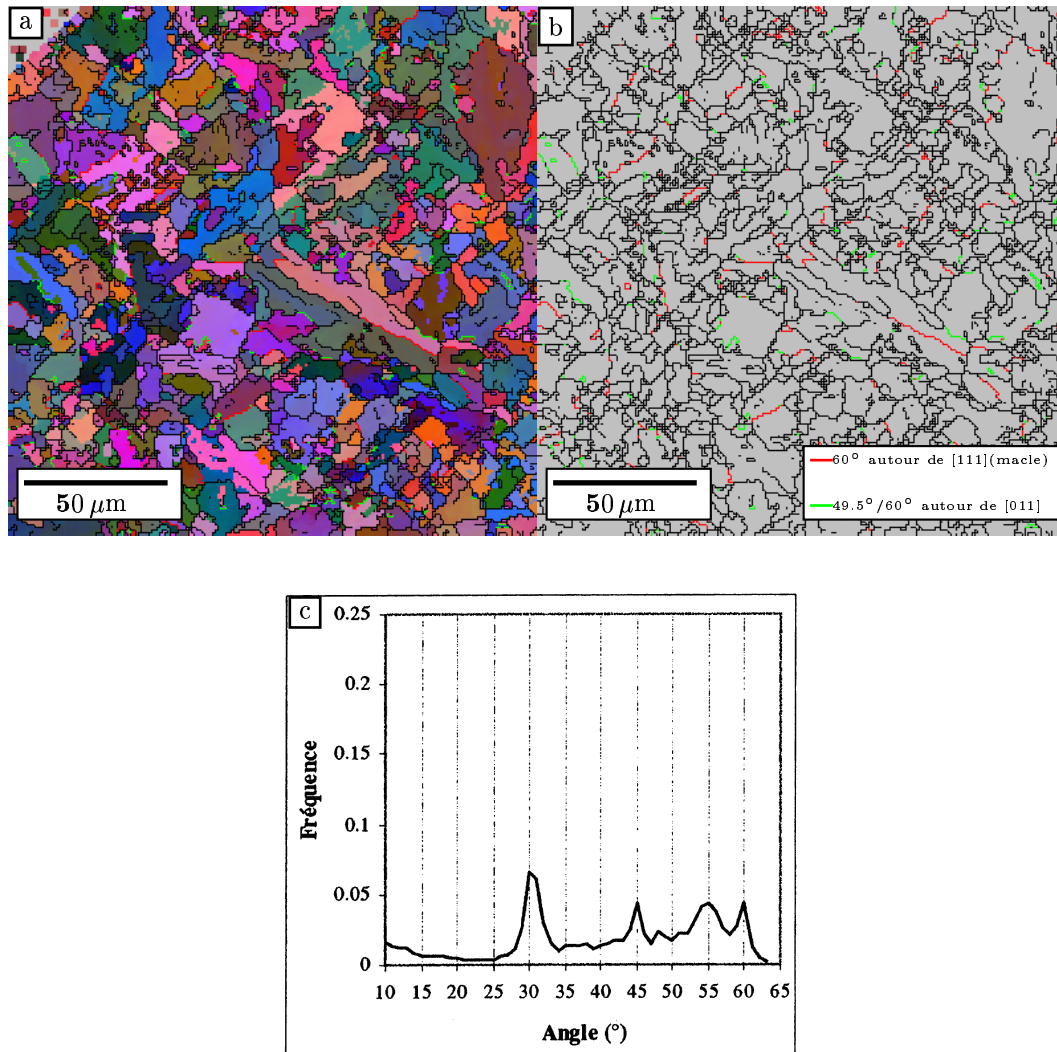 a
b
50 μm
50 μm
60° autour de [111](macle)
49.5°/60° autour de [011]
c
0.25
0.2
0.15
0.1
0.05
0
Fréquence
10 15 20 25 30 35 40 45 50 55 60 65
Angle (°)